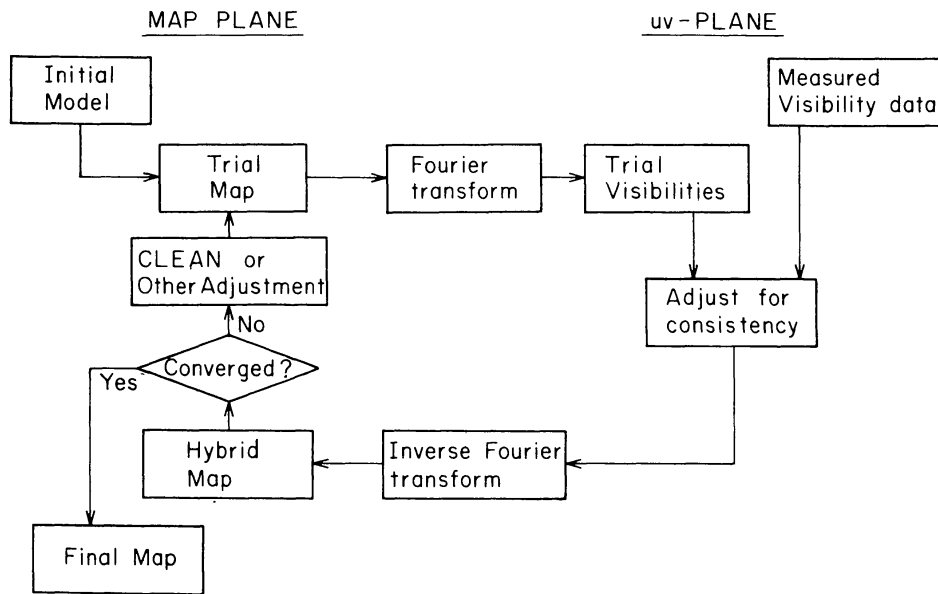 MAP PLANE
uv-PLANE
Initial
Model
Measured
Visibility data
Trial
Map
Fourier
transform
Trial
Visibilities
CLEAN or
Other Adjustment
Adjust for
consistency
No
Converged?
Yes
Hybrid
Map
Inverse Fourier
transform
Final Map